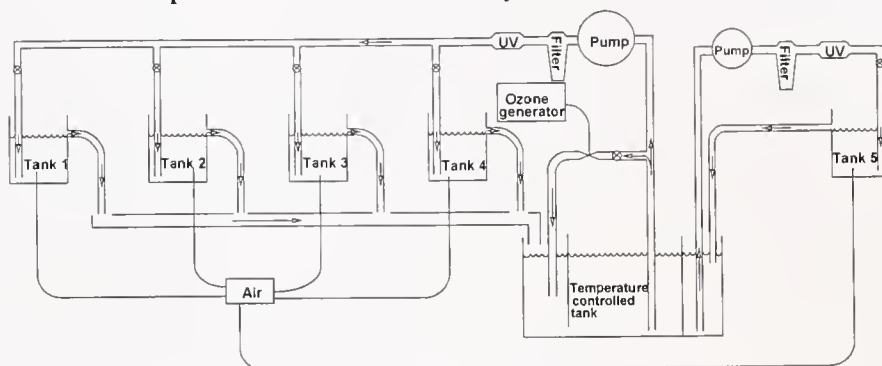 UV
Filter
Pump
Pump
Filter
UV
Ozone
generator
Tank 1
Tank 2
Tank 3
Tank 4
Tank 5
Air
Temperature
controlled
tank